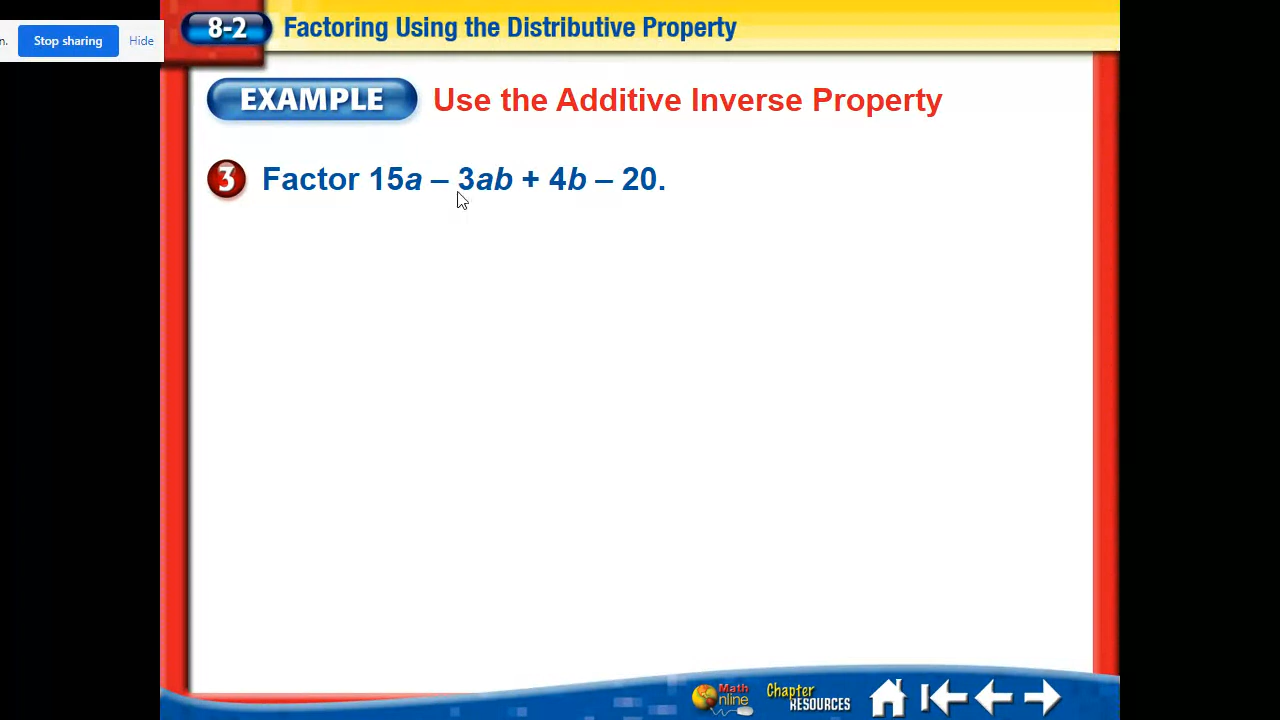 8-2 Factoring Using the Distributive Property
n. Stop sharing Hide
EXAMPLE Use the Additive Inverse Property
3 Factor 15a – 3ab + 4b – 20.
Math
nline
Chapter
RESOURCES